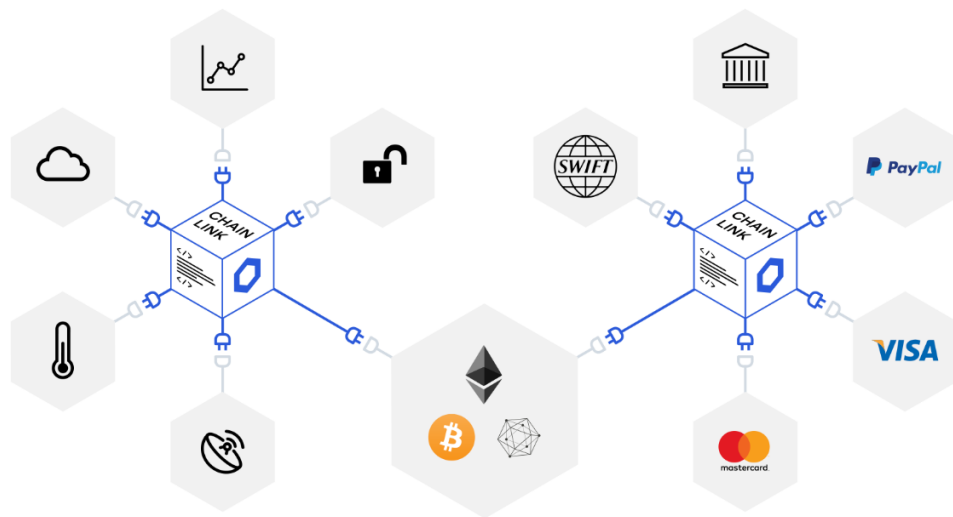 SWIFT
PayPal
CHAIN
LINK
<!>
<!>
CHAIN
LINK
<!>
<!>
VISA
mastercard.